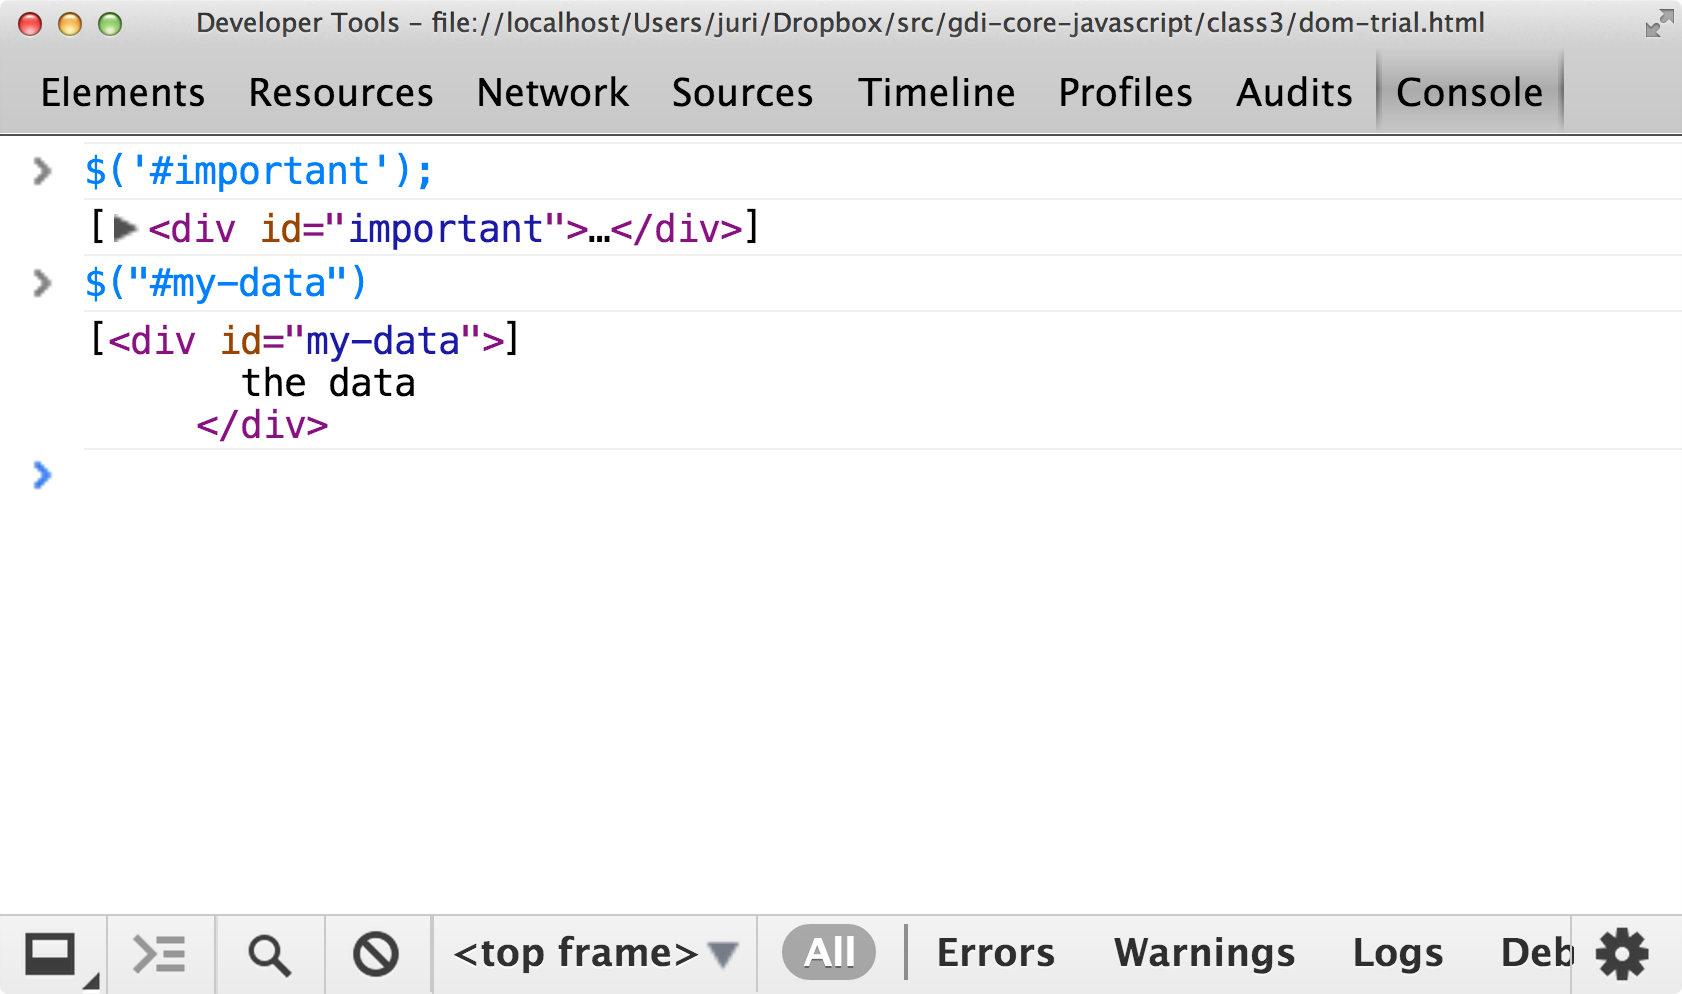 Developer Tools – file://localhost/Users/juri/Dropbox/src/gdi-core-javascript/class3/dom-trial.html
Elements Resources Network Sources Timeline Profiles Audits Console
$('#important');
[▶<div id="important">…</div>]
$("#my-data")
[<div id="my-data">]
the data
</div>
<top frame> All Errors Warnings Logs Deb